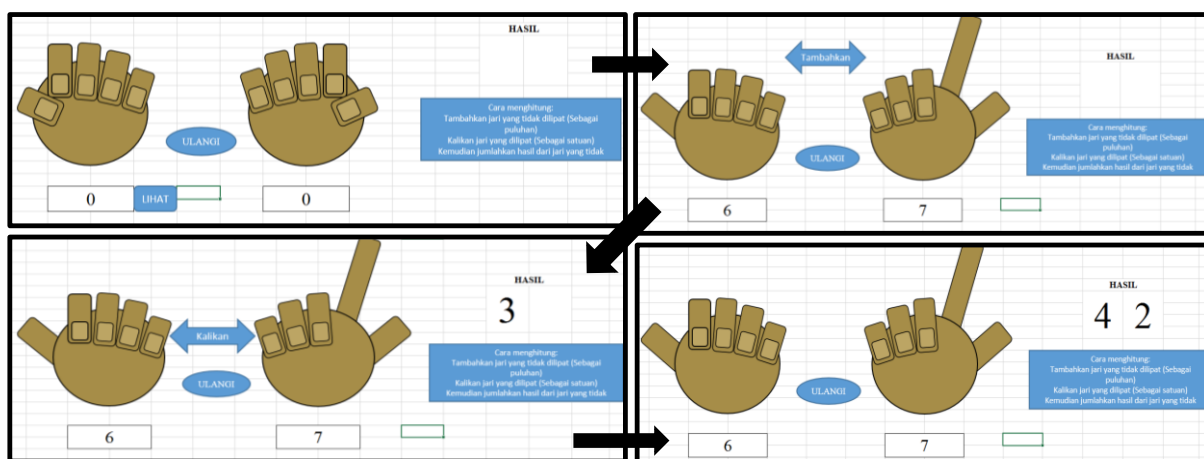 HASIL
Cara menghitung:
Tambahkan jari yang tidak dilipat (Sebagai
puluhan)
Kalikan jari yang dilipat (Sebagai satuan)
Kemudian jumlahkan hasil dari jari yang tidak
ULANGI
0
LIHAT
0
Tambahkan
HASIL
Cara menghitung:
Tambahkan jari yang tidak dilipat (Sebagai
puluhan)
Kalikan jari yang dilipat (Sebagai satuan)
Kemudian jumlahkan hasil dari jari yang tidak
ULANGI
6
7
HASIL
3
Kalikan
Cara menghitung:
Tambahkan jari yang tidak dilipat (Sebagai
puluhan)
Kalikan jari yang dilipat (Sebagai satuan)
Kemudian jumlahkan hasil dari jari yang tidak
ULANGI
6
7
HASIL
4 2
Cara menghitung:
Tambahkan jari yang tidak dilipat (Sebagai
puluhan)
Kalikan jari yang dilipat (Sebagai satuan)
Kemudian jumlahkan hasil dari jari yang tidak
ULANGI
6
7